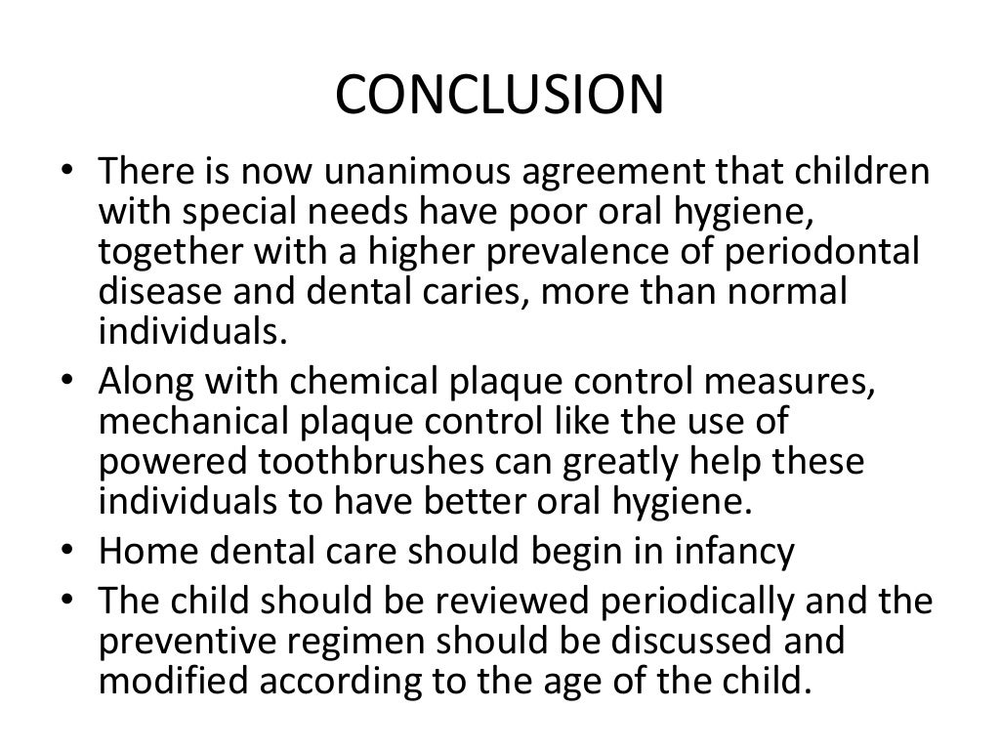 CONCLUSION
• There is now unanimous agreement that children
with special needs have poor oral hygiene,
together with a higher prevalence of periodontal
disease and dental caries, more than normal
individuals.
• Along with chemical plaque control measures,
mechanical plaque control like the use of
powered toothbrushes can greatly help these
individuals to have better oral hygiene.
• Home dental care should begin in infancy
• The child should be reviewed periodically and the
preventive regimen should be discussed and
modified according to the age of the child.